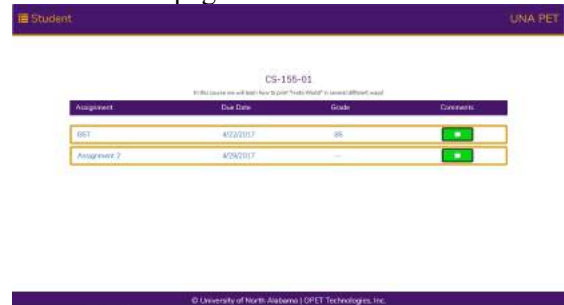 Student UNA PET
CS-155-01
In this course we will learn how to print "Hello World" in several different ways!
Assignment Due Date Grade Comments
4/22/2017
Assignment 2 4/29/2017 ---
© University of North Alabama | OPET Technologies, Inc.